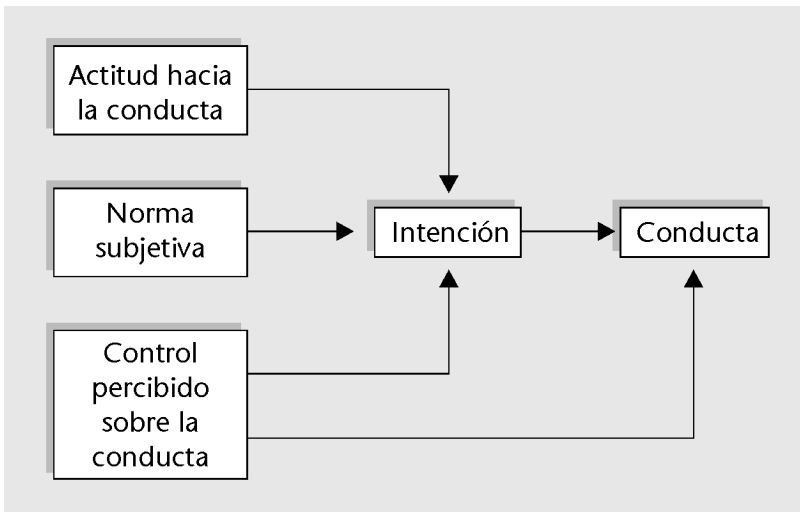 Actitud hacia
la conducta
Norma
subjetiva
Intención
Conducta
Control
percibido
sobre la
conducta